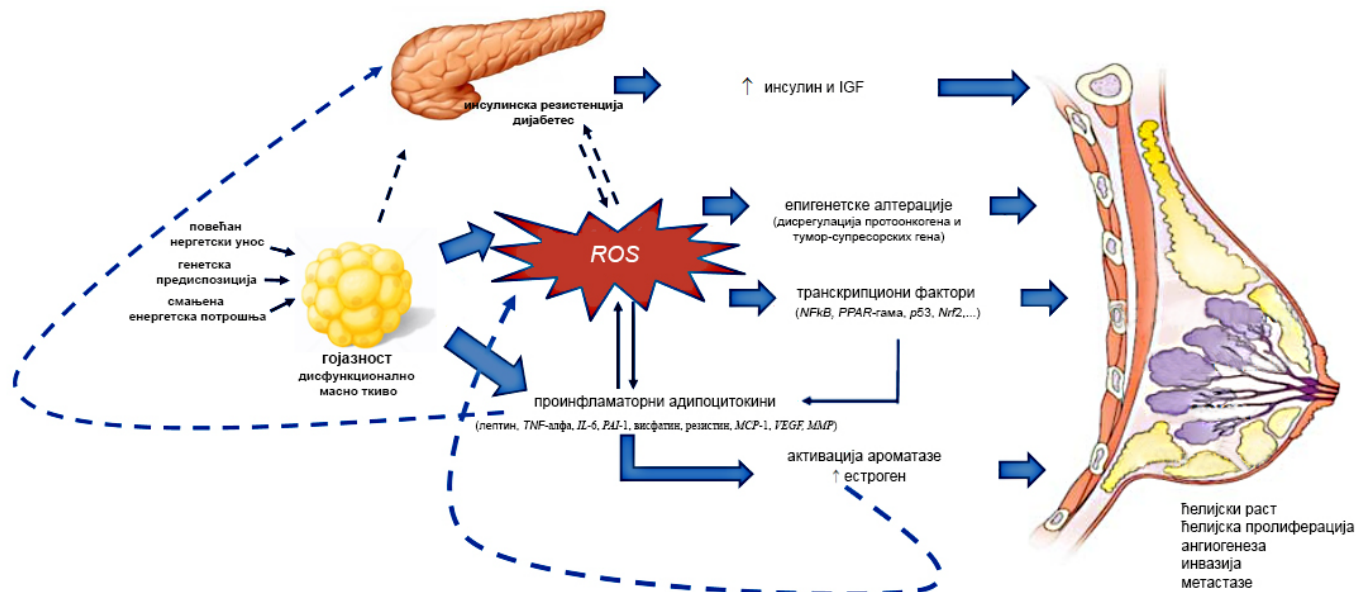 инсулинска резистенција
дијабетес
↑ инсулин и IGF
повећан
нергетски унос
генетска
предиспозиција
смањена
енергетска потрошња
гојазност
дисфункционално
масно ткиво
ROS
епигенетске алтерације
(дисрегулација протоонкогена и
тумор-супресорских гена)
транскрипциони фактори
(NFkB, PPAR-гама, p53, Nrf2,...)
проинфламаторни адипоцитокини
(лептин, TNF-алфа, IL-6, PAI-1, висфатин, резистин, MCP-1, VEGF, MMP)
активација ароматазе
↑ естроген
ћелијски раст
ћелијска пролиферација
ангиогенеза
инвазија
метастазе